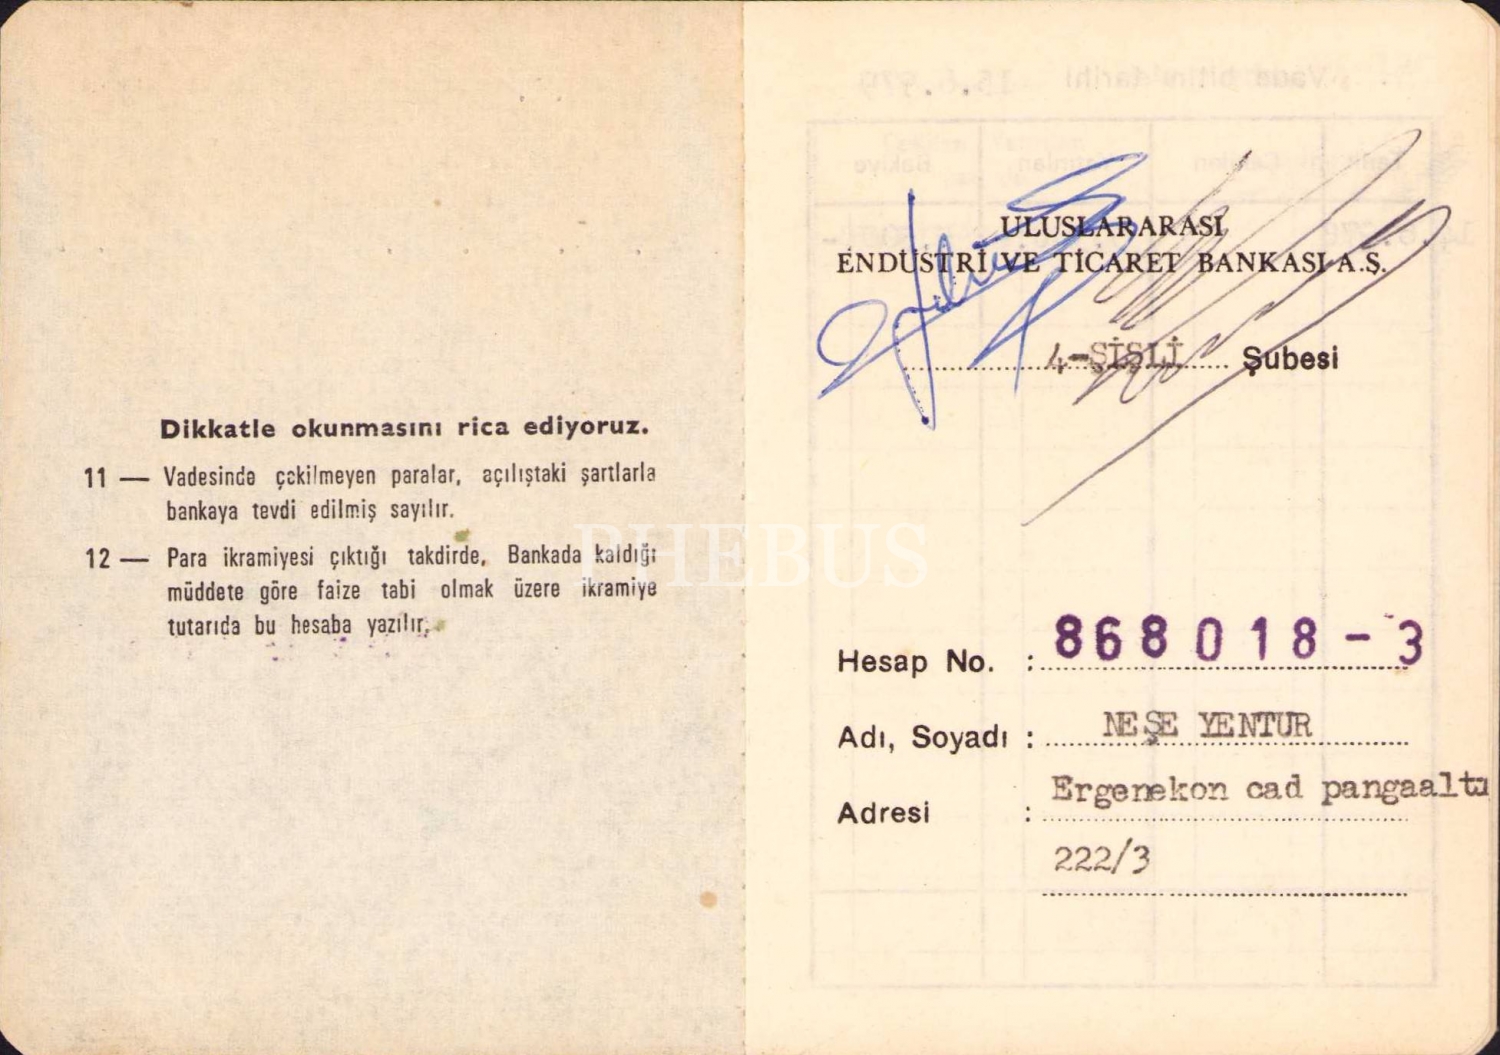 Dikkatle okunmasını rica ediyoruz.
11 — Vadesinde çekilmeyen paralar, açılıştaki şartlarla
bankaya tevdi edilmiş sayılır.
12 — Para ikramiyesi çıktığı takdirde, Bankada kaldığı
müddete göre faize tabi olmak üzere ikramiye
tutarıda bu hesaba yazılır.
PHEBUS
ULUSLARARASI
ENDÜSTRİ VE TİCARET BANKASI A.Ş.
4-ŞİŞLİ Şubesi
Hesap No. : 868018-3
Adı, Soyadı : NEŞE YENTUR
Adresi : Ergenekon cad pangaaltı
222/3